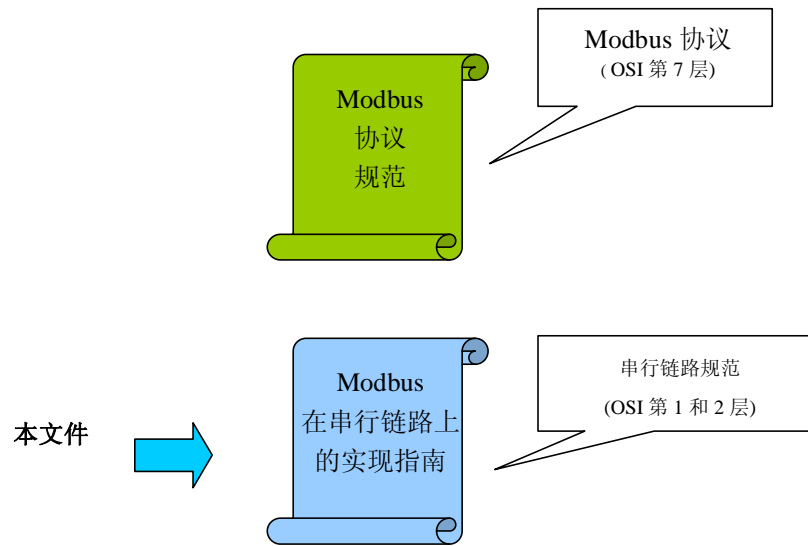 Modbus
协议
规范
Modbus 协议
( OSI 第 7 层)
本文件
Modbus
在串行链路上
的实现指南
串行链路规范
(OSI 第 1 和 2 层)